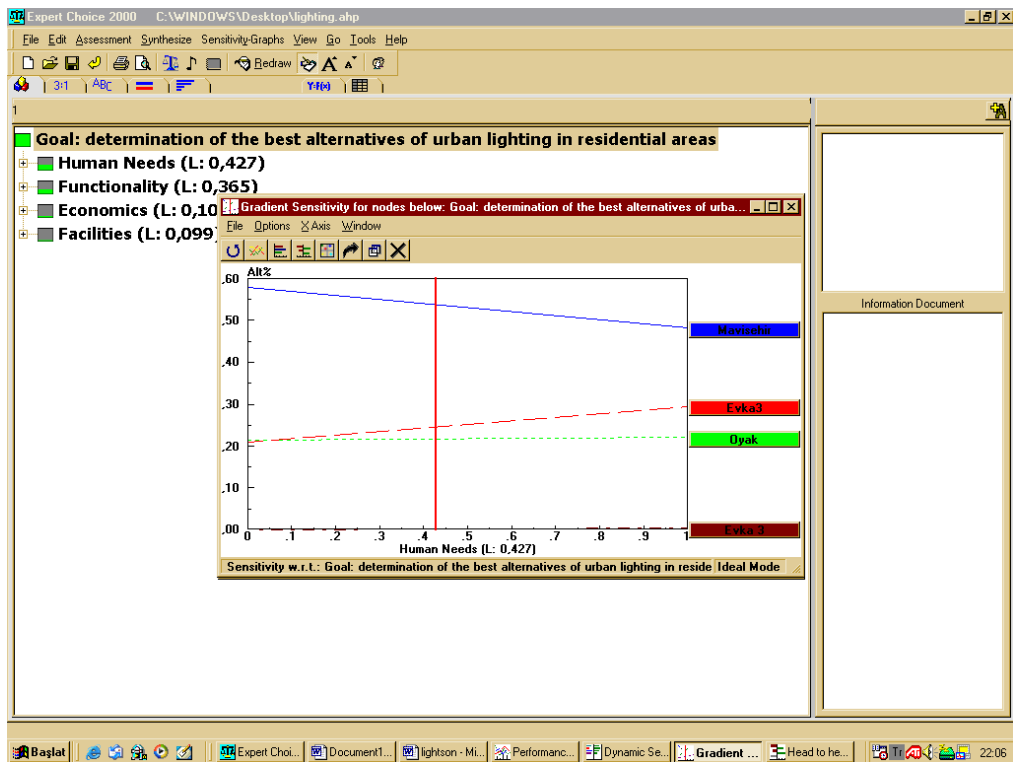 Expert Choice 2000 C:\WINDOWS\Desktop\lighting.ahp
File Edit Assessment Synthesize Sensitivity-Graphs View Go Tools Help
Redraw A A
3:1 ABC Y=F(x)
1
Goal: determination of the best alternatives of urban lighting in residential areas
Human Needs (L: 0,427)
Functionality (L: 0,365)
Economics (L: 0,10
Facilities (L: 0,099)
Gradient Sensitivity for nodes below: Goal: determination of the best alternatives of urba...
File Options X Axis Window
Alt%
,60
,50
,40
,30
,20
,10
,00
0 .1 .2 .3 .4 .5 .6 .7 .8 .9 1
Human Needs (L: 0,427)
Mavisehir
Evka3
Oyak
Evka 3
Sensitivity w.r.t.: Goal: determination of the best alternatives of urban lighting in reside Ideal Mode
Information Document
Başlat Expert Choi... Document1... lightson - Mi... Performanc... Dynamic Se... Gradient ... Head to he... Tr 22:06